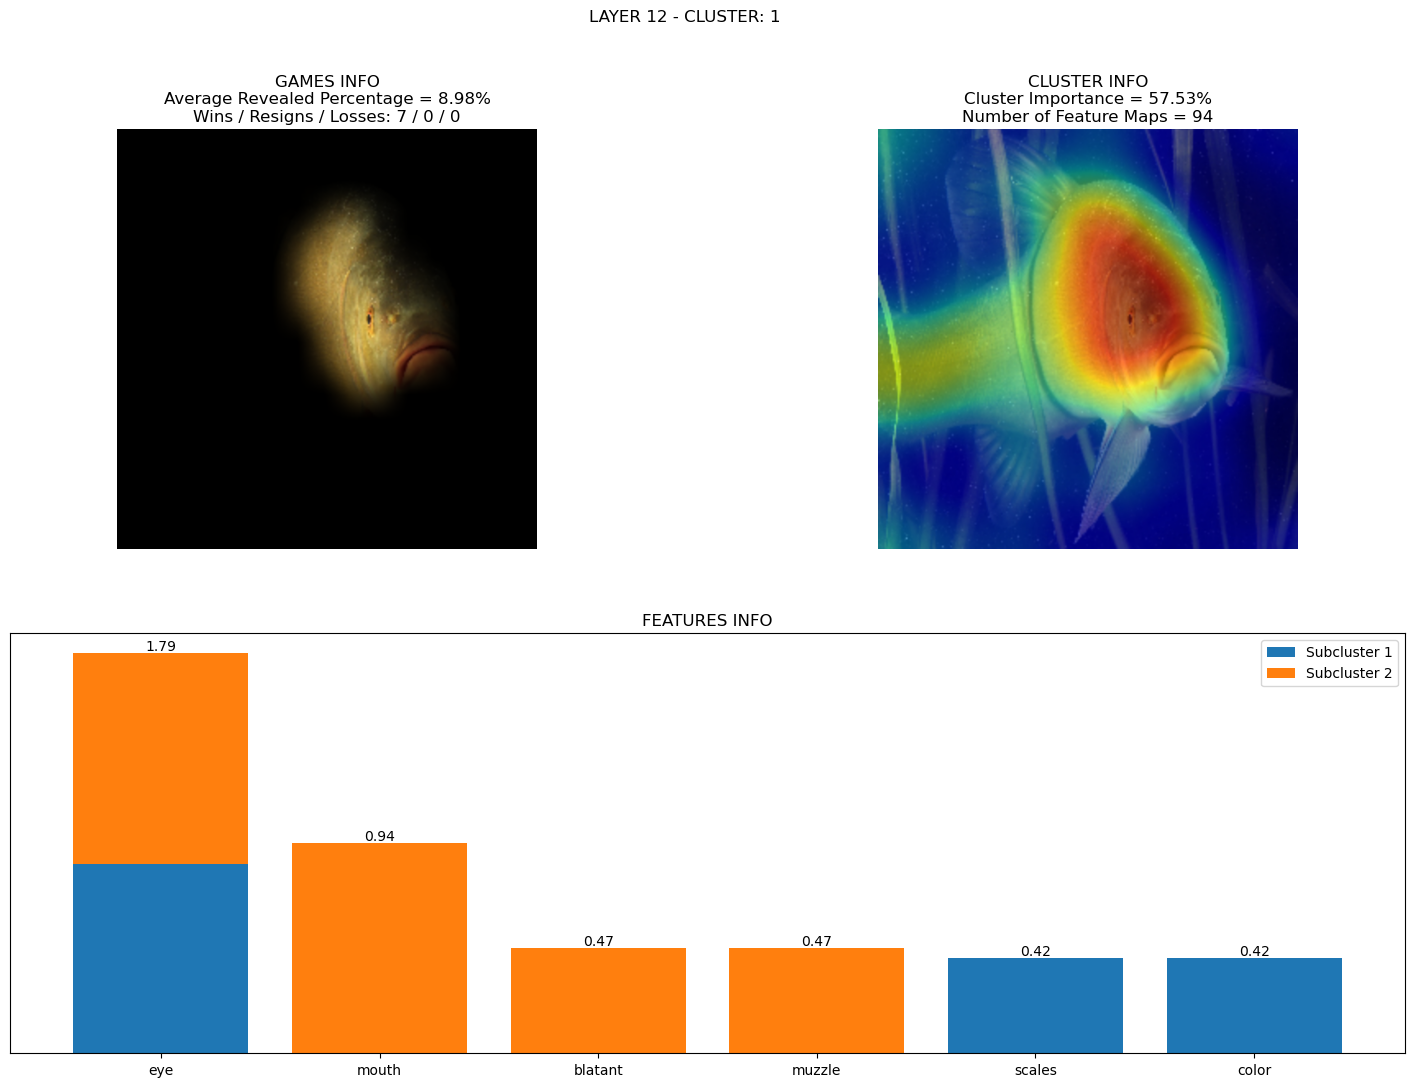 LAYER 12 - CLUSTER: 1
GAMES INFO
Average Revealed Percentage = 8.98%
Wins / Resigns / Losses: 7 / 0 / 0
CLUSTER INFO
Cluster Importance = 57.53%
Number of Feature Maps = 94
FEATURES INFO
Subcluster 1
Subcluster 2
1.79
0.94
0.47
0.47
0.42
0.42
eye mouth blatant muzzle scales color